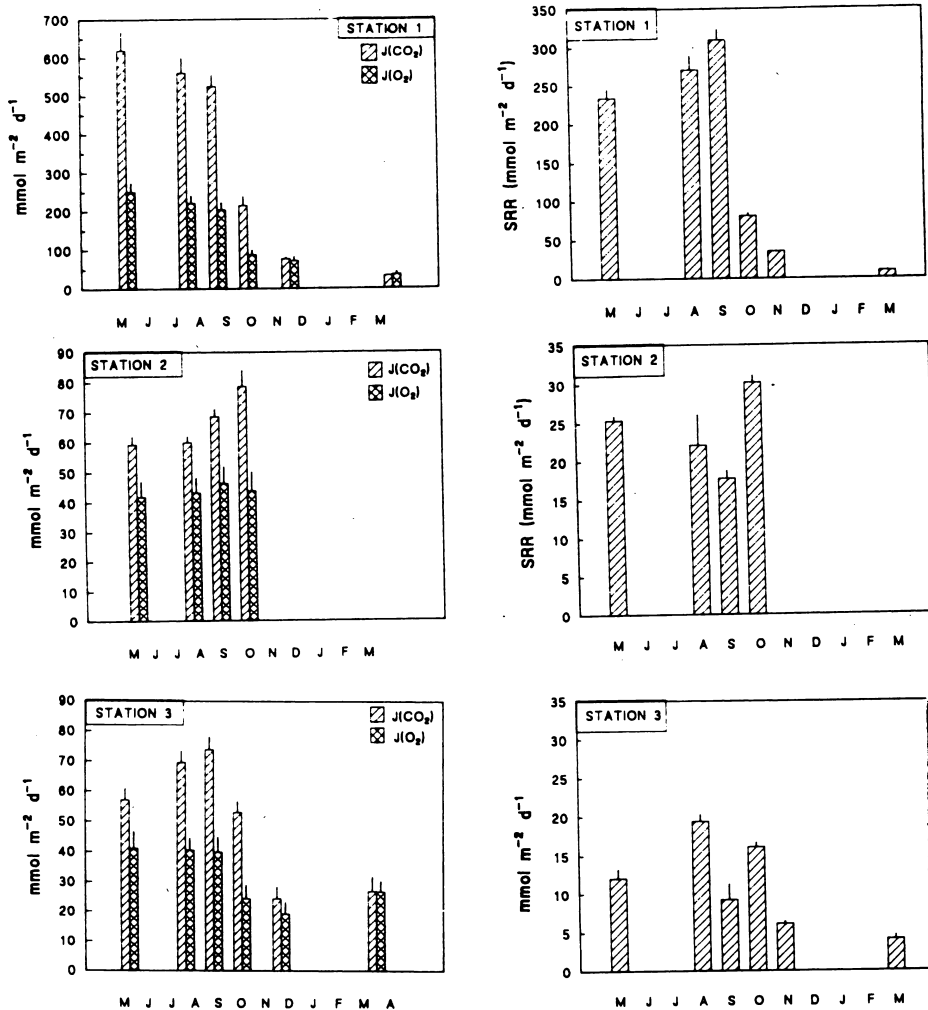 STATION 1
J(CO₂)
J(O₂)
mmol m⁻² d⁻¹
700
600
500
400
300
200
100
0
M J J A S O N D J F M
STATION 1
SRR (mmol m⁻² d⁻¹)
350
300
250
200
150
100
50
0
M J J A S O N D J F M
STATION 2
J(CO₂)
J(O₂)
mmol m⁻² d⁻¹
90
80
70
60
50
40
30
20
10
0
M J J A S O N D J F M
STATION 2
SRR (mmol m⁻² d⁻¹)
35
30
25
20
15
10
5
0
M J J A S O N D J F M
STATION 3
J(CO₂)
J(O₂)
mmol m⁻² d⁻¹
90
80
70
60
50
40
30
20
10
0
M J J A S O N D J F M A
STATION 3
mmol m⁻² d⁻¹
35
30
25
20
15
10
5
0
M J J A S O N D J F M